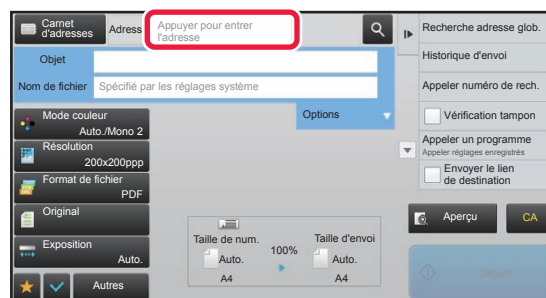 Carnet
d'adresses
Adress
Appuyer pour entrer
l'adresse
Objet
Nom de fichier
Spécifié par les réglages système
Options
Mode couleur
Auto./Mono 2
Résolution
200x200ppp
Format de fichier
PDF
Original
Exposition
Auto.
Autres
Taille de num.
100%
Taille d'envoi
Auto.
Auto.
A4
A4
Recherche adresse glob.
Historique d'envoi
Appeler numéro de rech.
Vérification tampon
Appeler un programme
Appeler réglages enregistrés
Envoyer le lien
de destination
Aperçu
CA
Départ